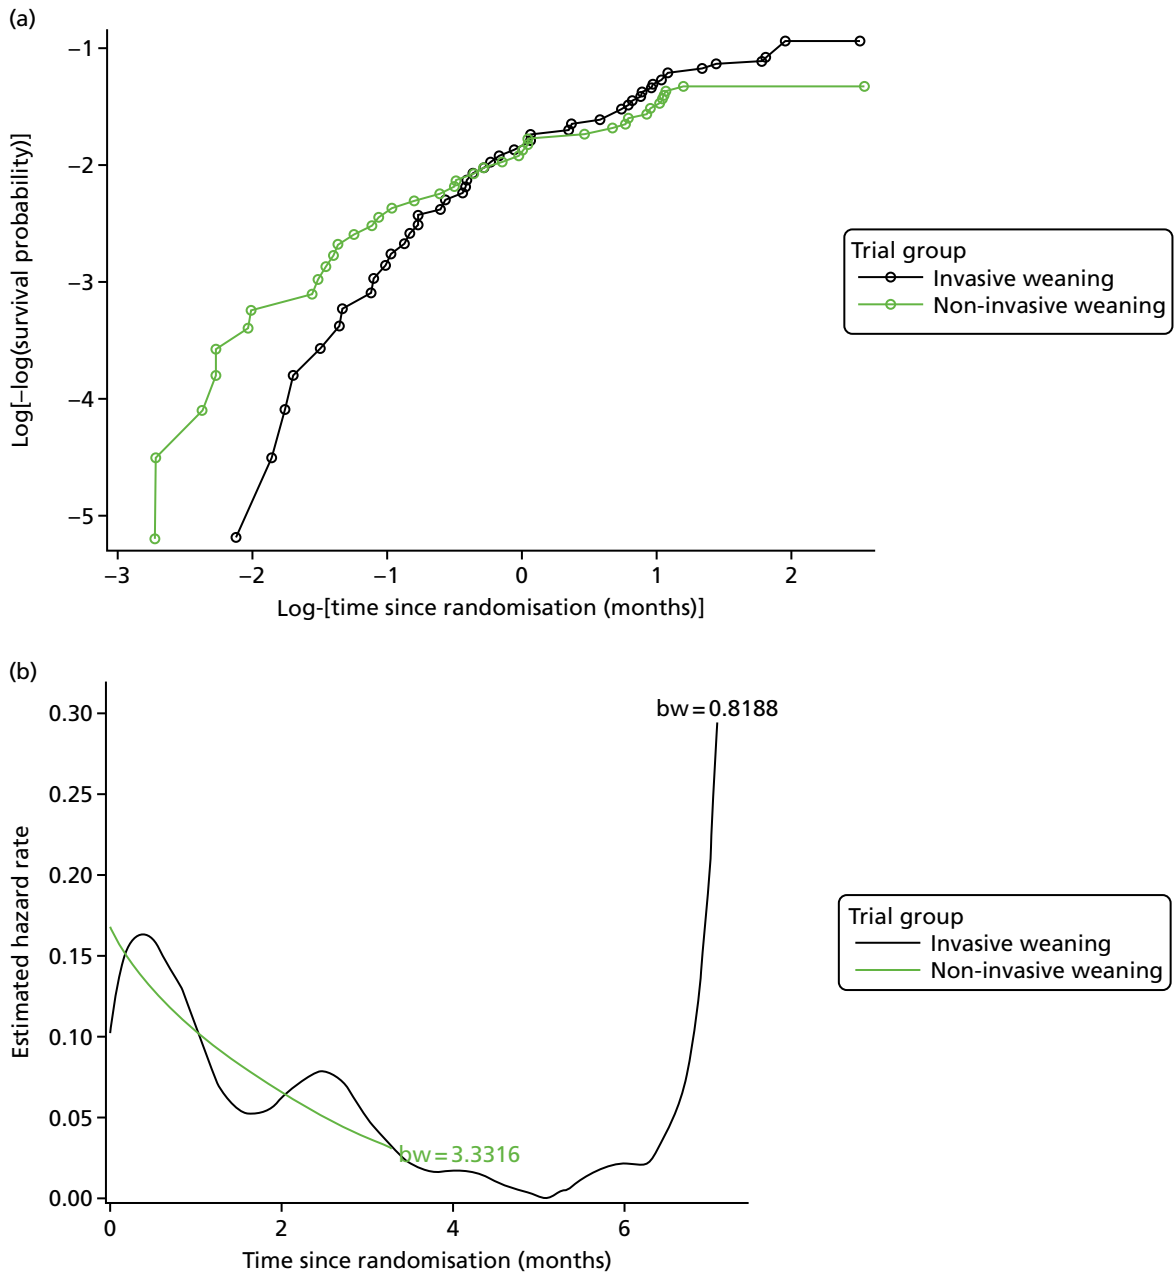 (a)
Log[–log(survival probability)]
–1
–2
–3
–4
–5
–3 –2 –1 0 1 2
Log-[time since randomisation (months)]
Trial group
Invasive weaning
Non-invasive weaning
(b)
Estimated hazard rate
0.30
0.25
0.20
0.15
0.10
0.05
0.00
bw=0.8188
bw=3.3316
0 2 4 6
Time since randomisation (months)
Trial group
Invasive weaning
Non-invasive weaning